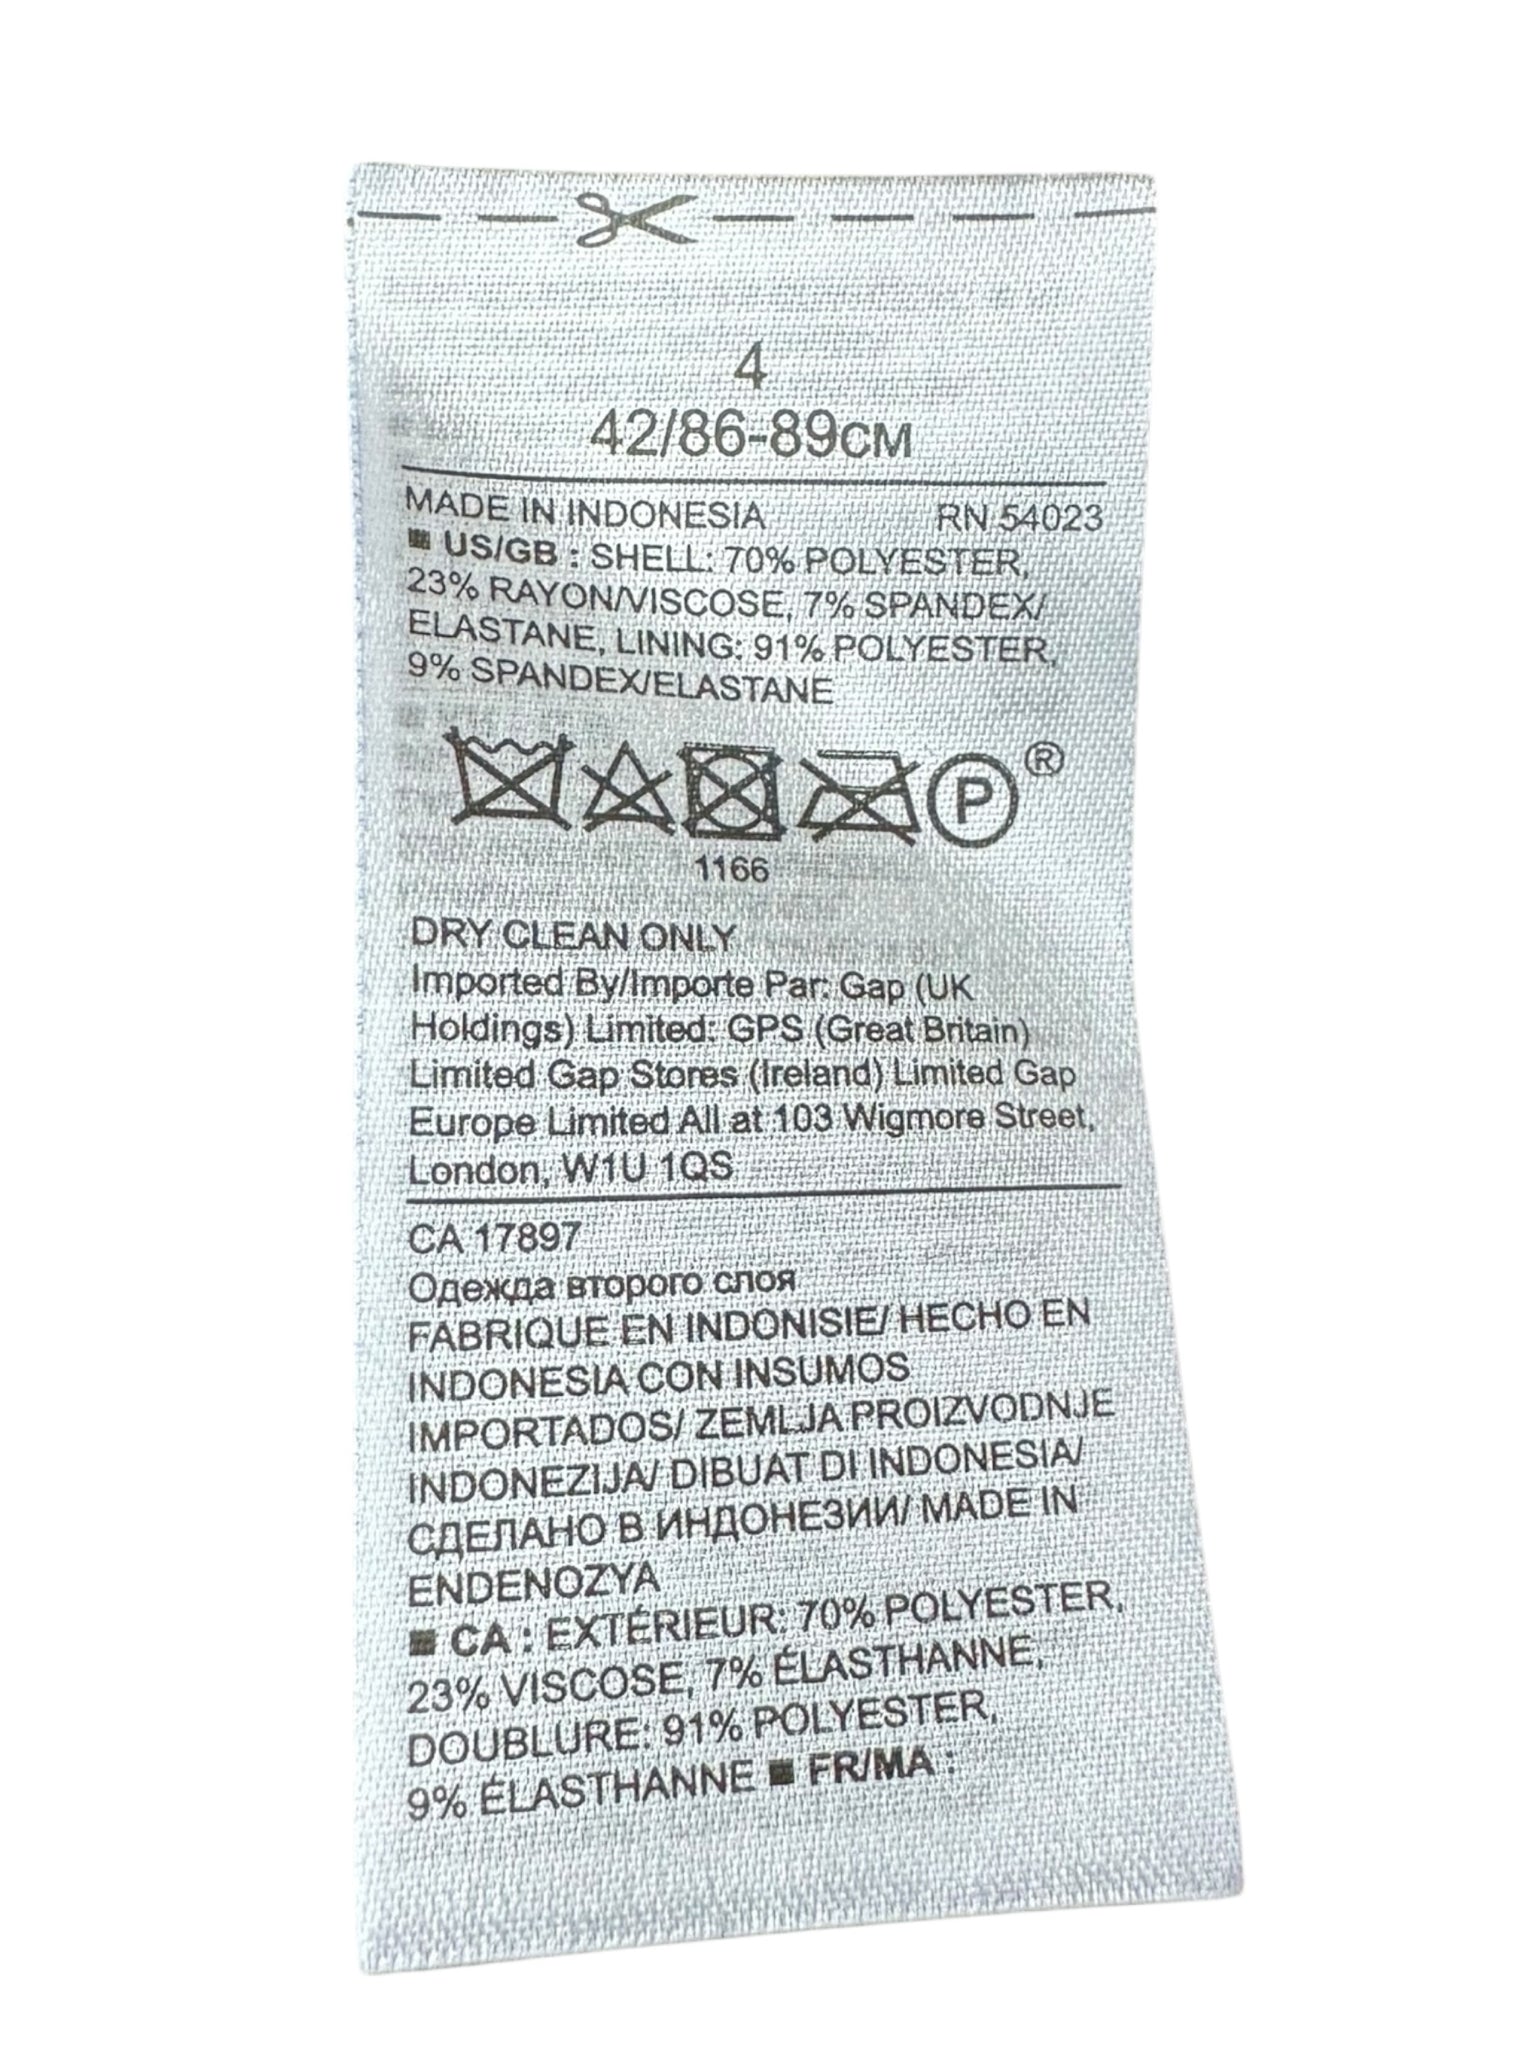 4
42/86-89CM
MADE IN INDONESIA RN 54023
■ US/GB : SHELL: 70% POLYESTER,
23% RAYON/VISCOSE, 7% SPANDEX/
ELASTANE, LINING: 91% POLYESTER,
9% SPANDEX/ELASTANE
P ®
1166
DRY CLEAN ONLY
Imported By/Importe Par: Gap (UK
Holdings) Limited: GPS (Great Britain)
Limited Gap Stores (Ireland) Limited Gap
Europe Limited All at 103 Wigmore Street,
London, W1U 1QS
CA 17897
Одежда второго слоя
FABRIQUE EN INDONISIE/ HECHO EN
INDONESIA CON INSUMOS
IMPORTADOS/ ZEMLJA PROIZVODNJE
INDONEZIJA/ DIBUAT DI INDONESIA/
СДЕЛАНО В ИНДОНЕЗИИ/ MADE IN
ENDENOZYA
■ CA : EXTÉRIEUR: 70% POLYESTER,
23% VISCOSE, 7% ÉLASTHANNE,
DOUBLURE: 91% POLYESTER,
9% ÉLASTHANNE ■ FR/MA :